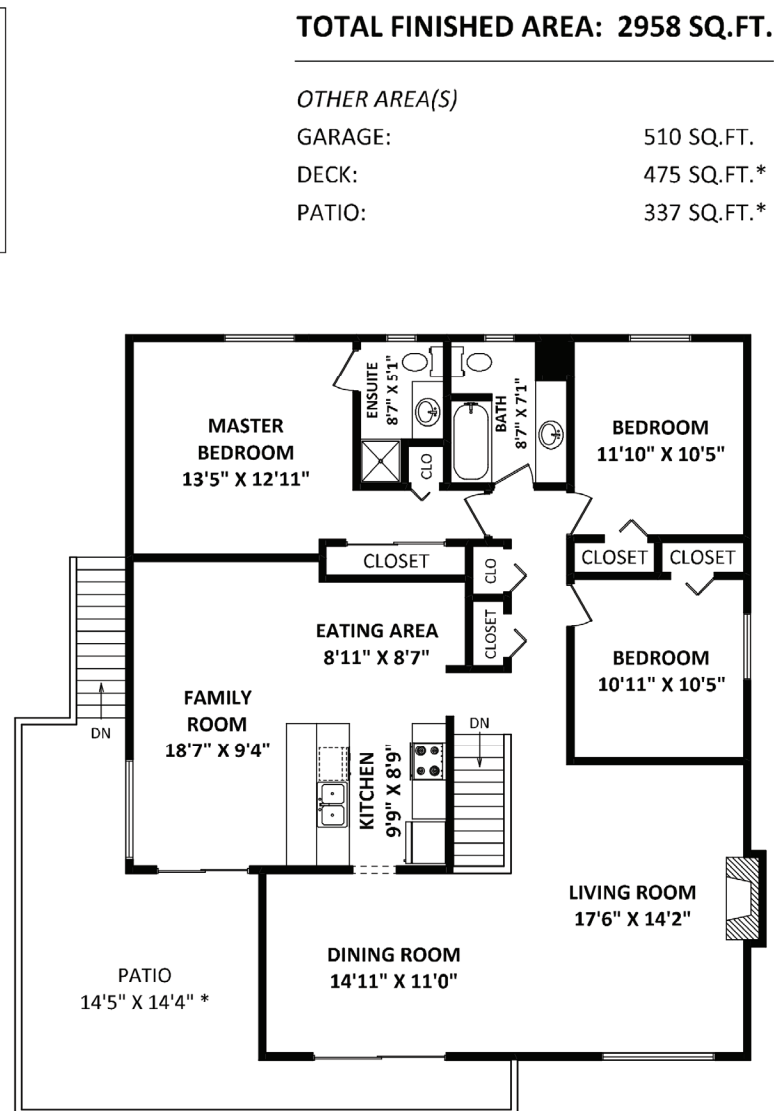 TOTAL FINISHED AREA: 2958 SQ.FT.
OTHER AREA(S)
GARAGE: 510 SQ.FT.
DECK: 475 SQ.FT.*
PATIO: 337 SQ.FT.*
ENSUITE
8'7" X 5'1"
BATH
8'7" X 7'1"
MASTER
BEDROOM
13'5" X 12'11"
BEDROOM
11'10" X 10'5"
CLO
CLOSET
CLO
CLOSET
CLOSET
CLOSET
EATING AREA
8'11" X 8'7"
BEDROOM
10'11" X 10'5"
FAMILY
ROOM
18'7" X 9'4"
DN
DN
KITCHEN
9'9" X 8'9"
LIVING ROOM
17'6" X 14'2"
DINING ROOM
14'11" X 11'0"
PATIO
14'5" X 14'4" *